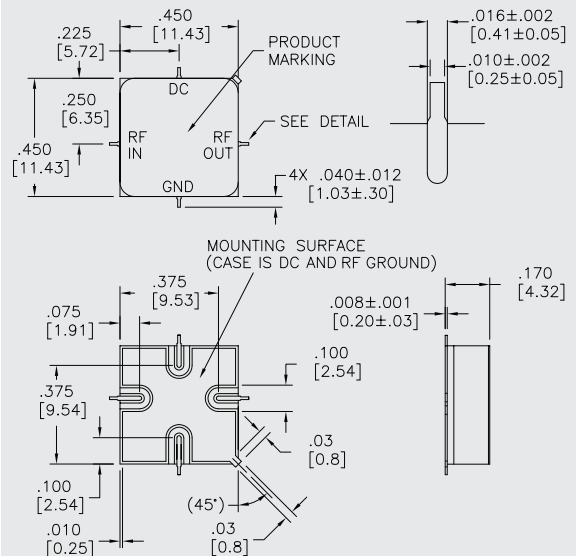 .450
[11.43]
.225
[5.72]
PRODUCT
MARKING
.016±.002
[0.41±0.05]
.010±.002
[0.25±0.05]
DC
.250
[6.35]
.450
[11.43]
RF
IN
RF
OUT
SEE DETAIL
GND
4X .040±.012
[1.03±.30]
MOUNTING SURFACE
(CASE IS DC AND RF GROUND)
.375
[9.53]
.075
[1.91]
.008±.001
[0.20±.03]
.170
[4.32]
.100
[2.54]
.375
[9.54]
.03
[0.8]
.100
[2.54]
(45°)
.010
[0.25]
.03
[0.8]